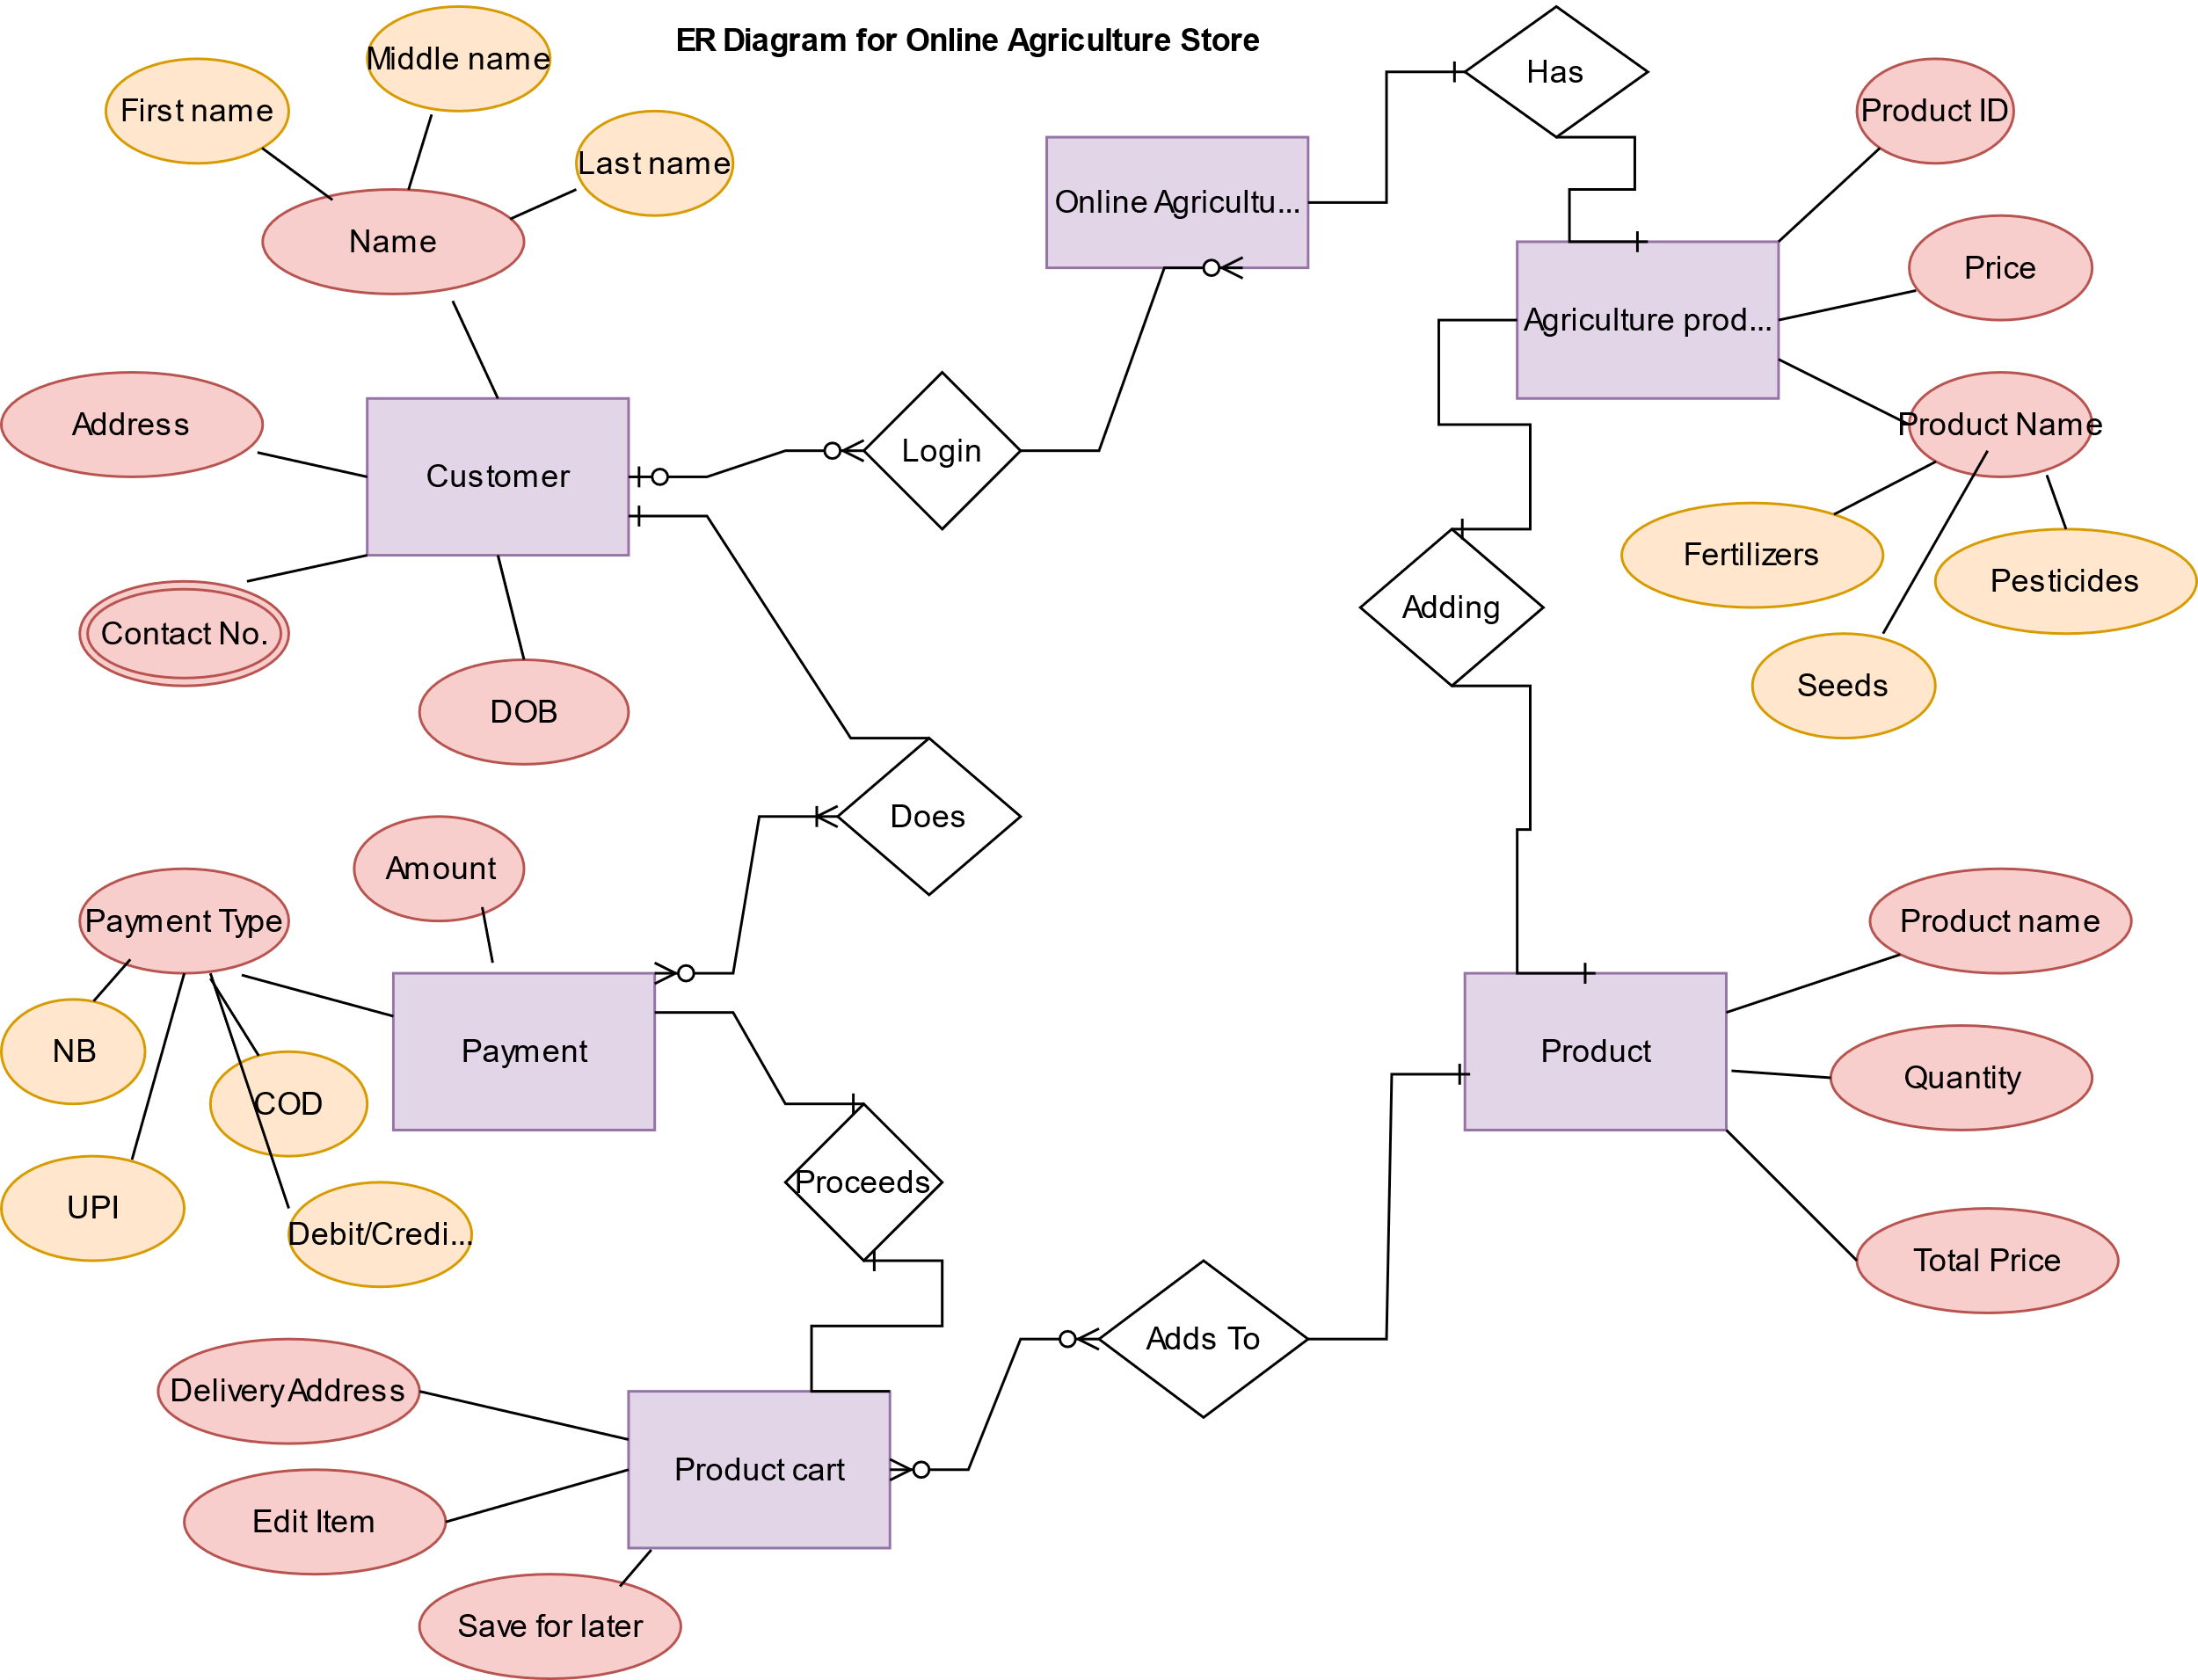 ER Diagram for Online Agriculture Store
Middle name
First name
Last name
Name
Has
Product ID
Online Agricultu...
Price
Agriculture prod...
Address
Customer
Login
Product Name
Fertilizers
Pesticides
Seeds
Contact No.
DOB
Adding
Does
Amount
Payment Type
NB
COD
UPI
Debit/Credi...
Payment
Proceeds
Product name
Product
Quantity
Total Price
Adds To
Delivery Address
Edit Item
Product cart
Save for later